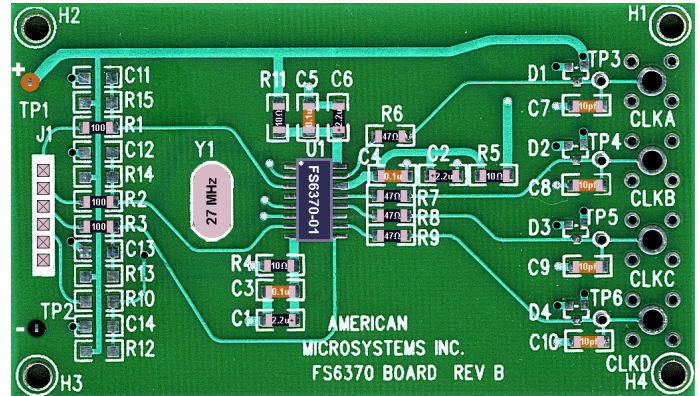 H2
H1
+
TP1
J1
C11
R15
R1
100
C12
R14
R2
100
R3
100
C13
R13
R10
C14
R12
TP2
-
H3
Y1
27 MHz
R11
C5
C6
10Ω
0.1u
2.2u
U1
FS6370-01
R6
47Ω
C4
C2
R5
0.1u
2.2u
10Ω
47Ω
R7
47Ω
R8
47Ω
R9
R4
10Ω
C3
0.1u
C1
2.2u
D1
TP3
C7
10pf
CLKA
D2
TP4
C8
10pf
CLKB
D3
TP5
C9
10pf
CLKC
D4
TP6
C10
10pf
CLKD
H4
AMERICAN
MICROSYSTEMS INC.
FS6370 BOARD REV B